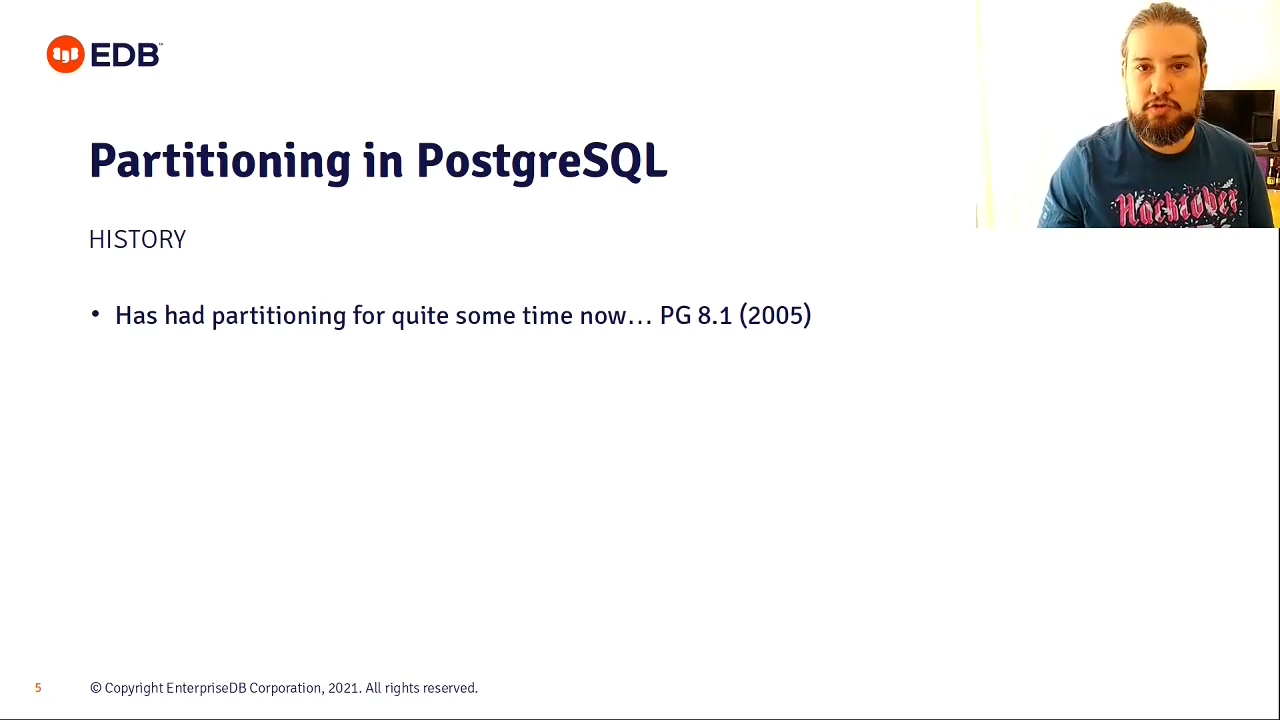 EDB™
Partitioning in PostgreSQL
HISTORY
• Has had partitioning for quite some time now... PG 8.1 (2005)
Hacktober
5
© Copyright EnterpriseDB Corporation, 2021. All rights reserved.